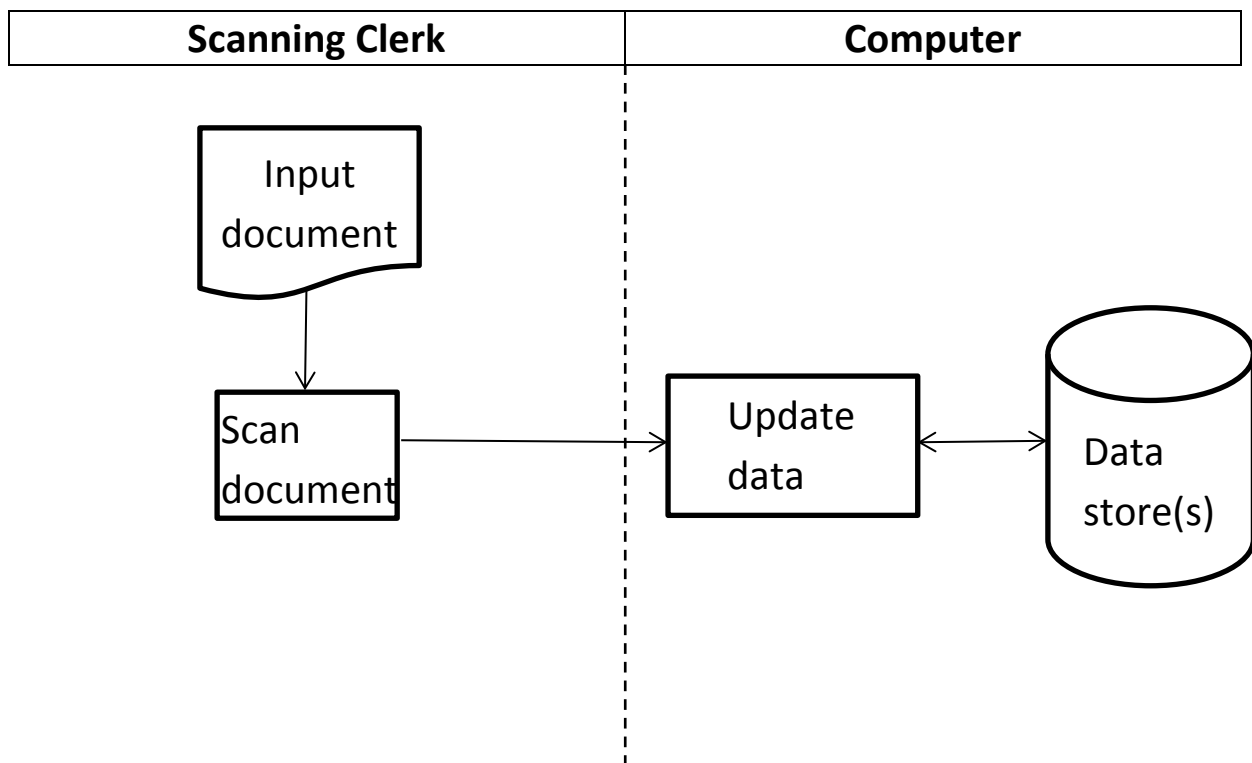 Scanning Clerk
Computer
Input
document
Scan
document
Update
data
Data
store(s)